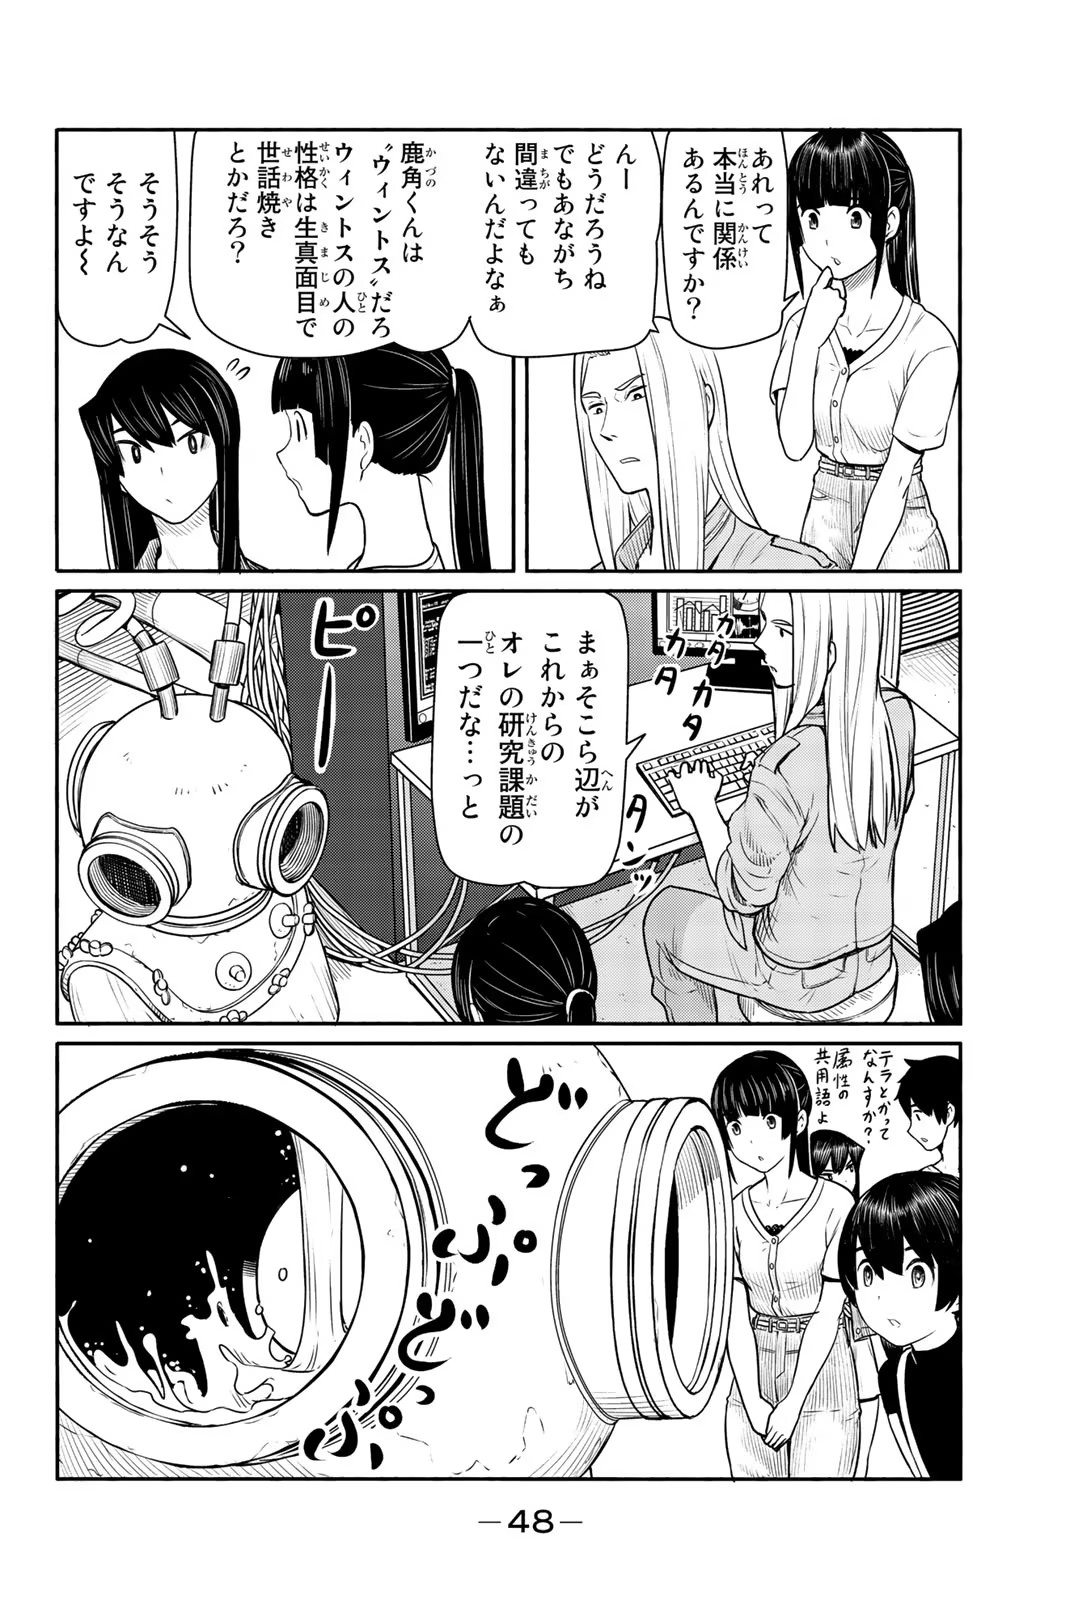 あれって
本当に関係
あるんですか？
んー
どうだろうね
でもあながち
間違っても
ないんだよなぁ
鹿角くんは
〝ウィントス〟だろ
ウィントスの人の
性格は生真面目で
世話焼き
とかだろ？
そうそう
そうなん
ですよ～
カタ
カタ
カタ
カタ
タンッ
まぁそこら辺が
これからの
オレの研究課題の
一つだな…っと
ピーー
テラとかって
なんすか？
属性の
共用語よ
どっぷ
どぷ
—48—